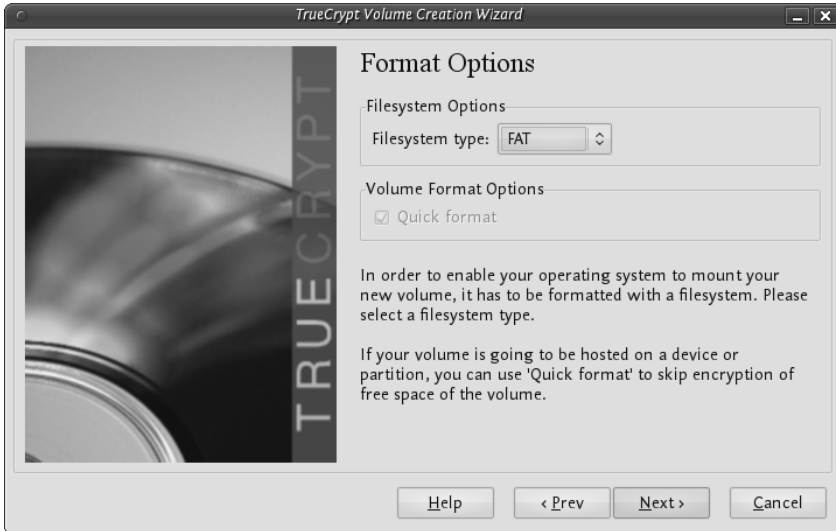 TrueCrypt Volume Creation Wizard
TRUECRYPT
Format Options
Filesystem Options
Filesystem type: FAT
Volume Format Options
Quick format
In order to enable your operating system to mount your
new volume, it has to be formatted with a filesystem. Please
select a filesystem type.
If your volume is going to be hosted on a device or
partition, you can use 'Quick format' to skip encryption of
free space of the volume.
Help
< Prev
Next >
Cancel